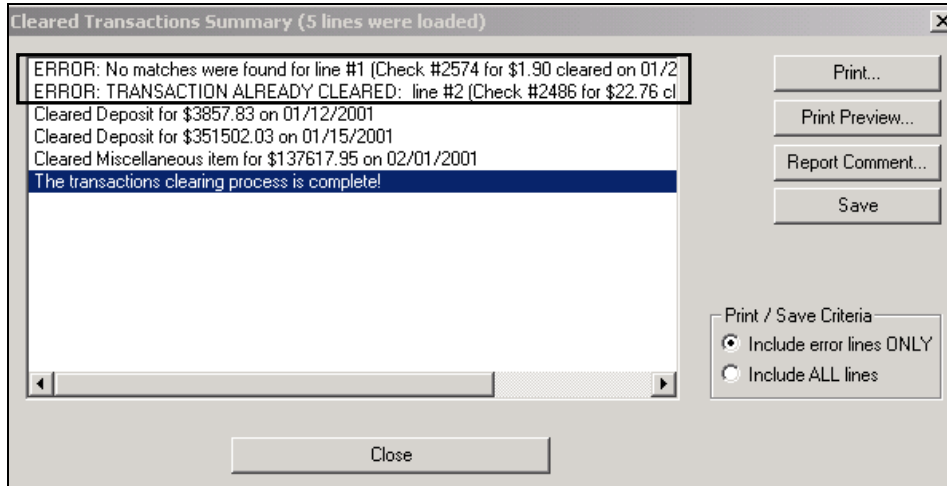 Cleared Transactions Summary (5 lines were loaded)
ERROR: No matches were found for line #1 (Check #2574 for $1.90 cleared on 01/2
ERROR: TRANSACTION ALREADY CLEARED: line #2 (Check #2486 for $22.76 cl
Cleared Deposit for $3857.83 on 01/12/2001
Cleared Deposit for $351502.03 on 01/15/2001
Cleared Miscellaneous item for $137617.95 on 02/01/2001
The transactions clearing process is complete!
Print...
Print Preview...
Report Comment...
Save
Print / Save Criteria
Include error lines ONLY
Include ALL lines
Close